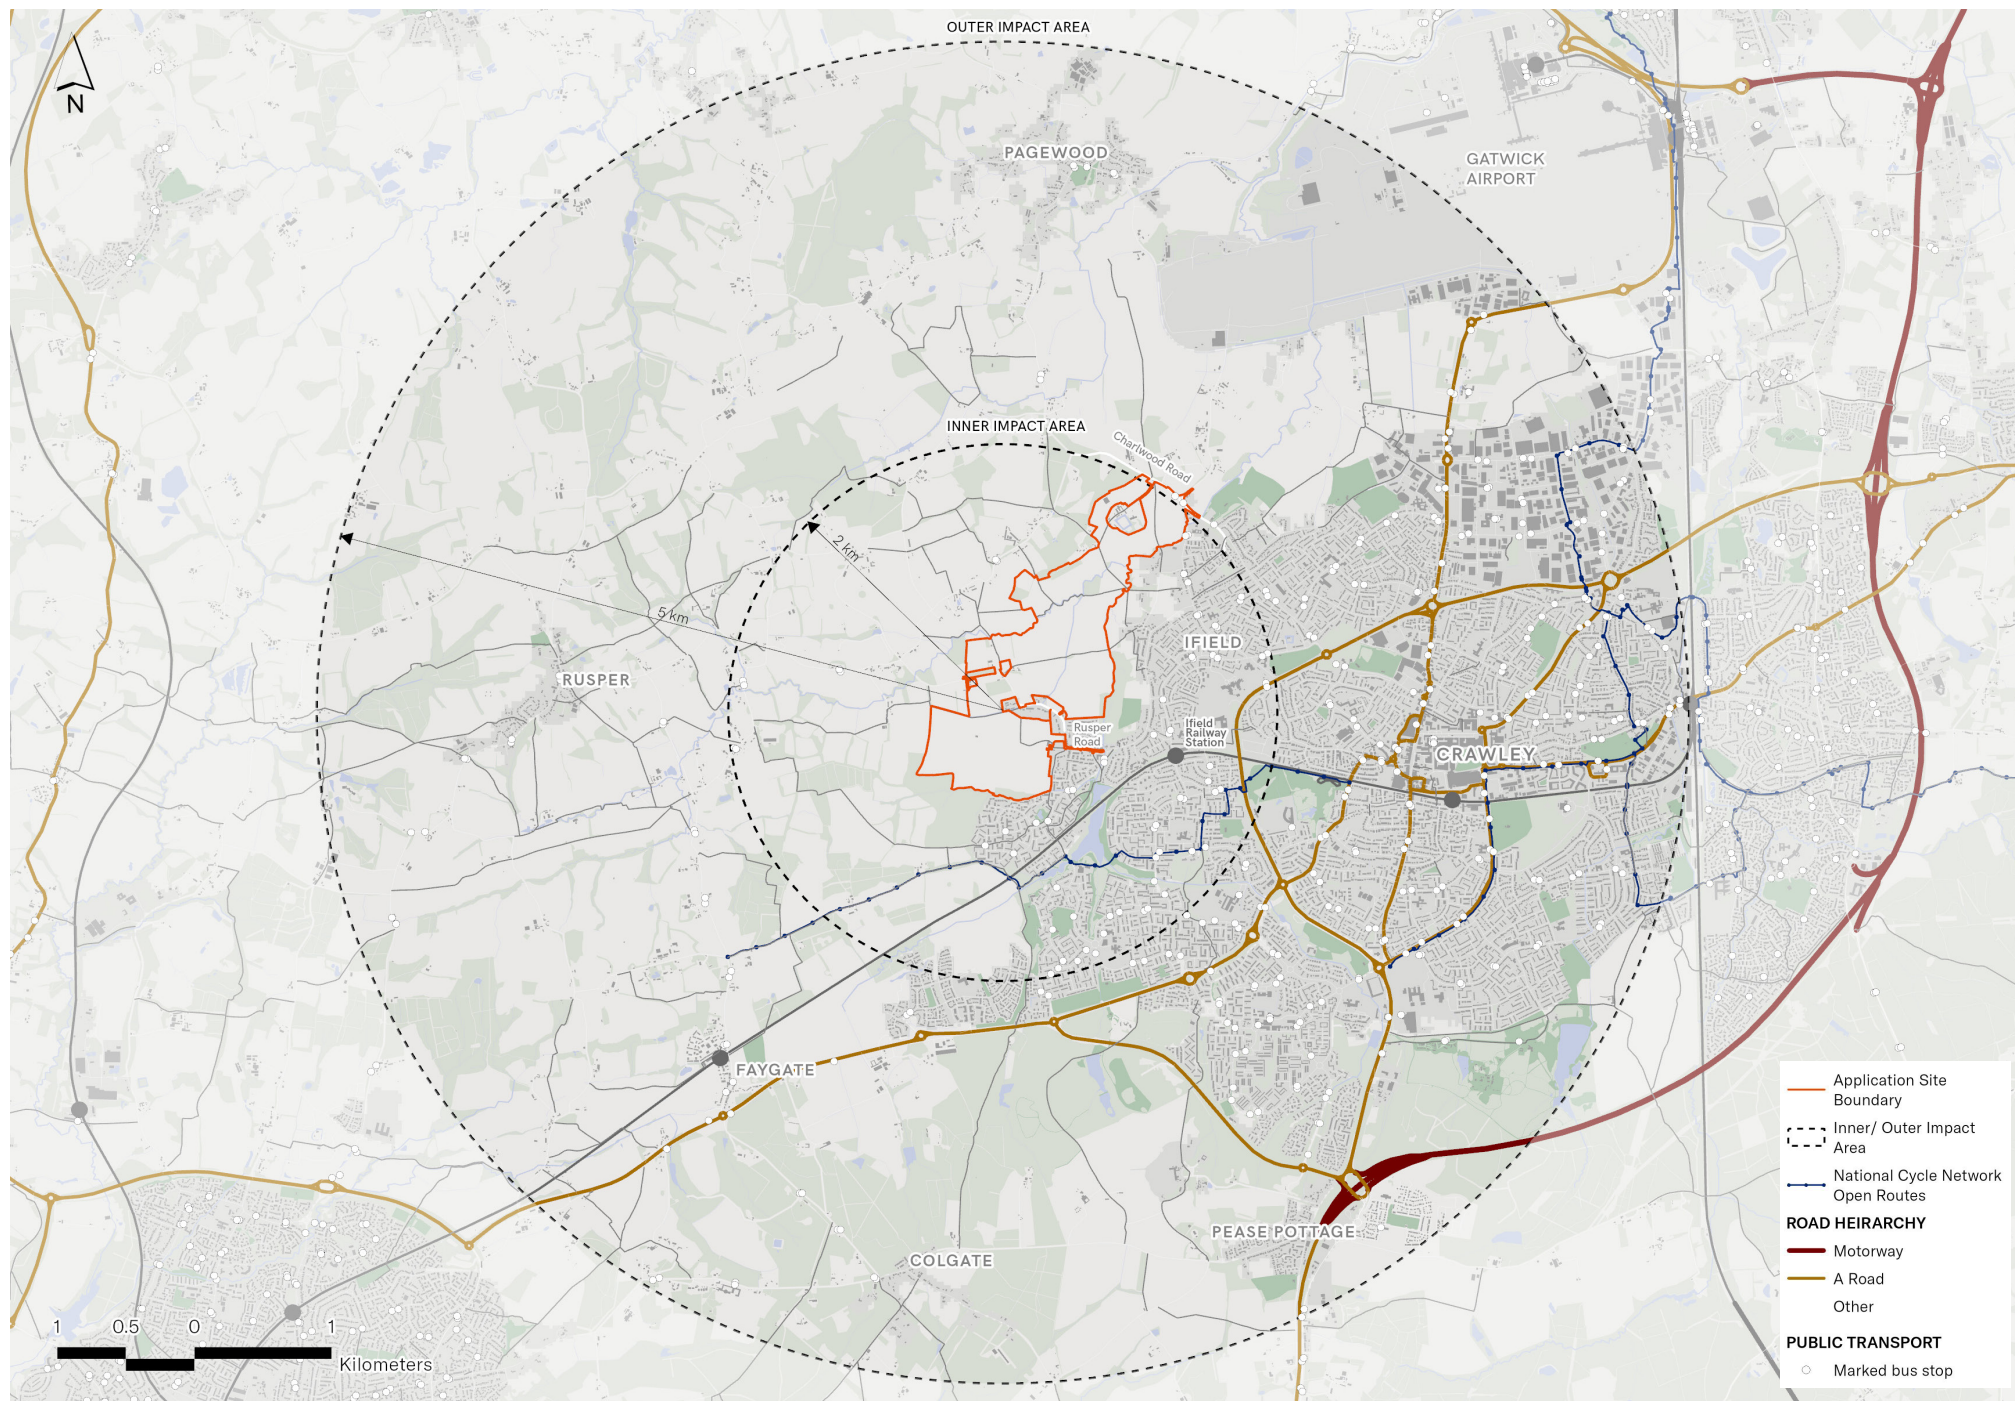 OUTER IMPACT AREA
N
PAGEWOOD
GATWICK
AIRPORT
INNER IMPACT AREA
Charlwood Road
2 km
5 km
IFIELD
RUSPER
Rusper
Road
Ifield
Railway
Station
CRAWLEY
FAYGATE
PEASE POTTAGE
COLGATE
1 0.5 0 1
Kilometers
Application Site
Boundary
Inner/ Outer Impact
Area
National Cycle Network
Open Routes
ROAD HEIRARCHY
Motorway
A Road
Other
PUBLIC TRANSPORT
Marked bus stop